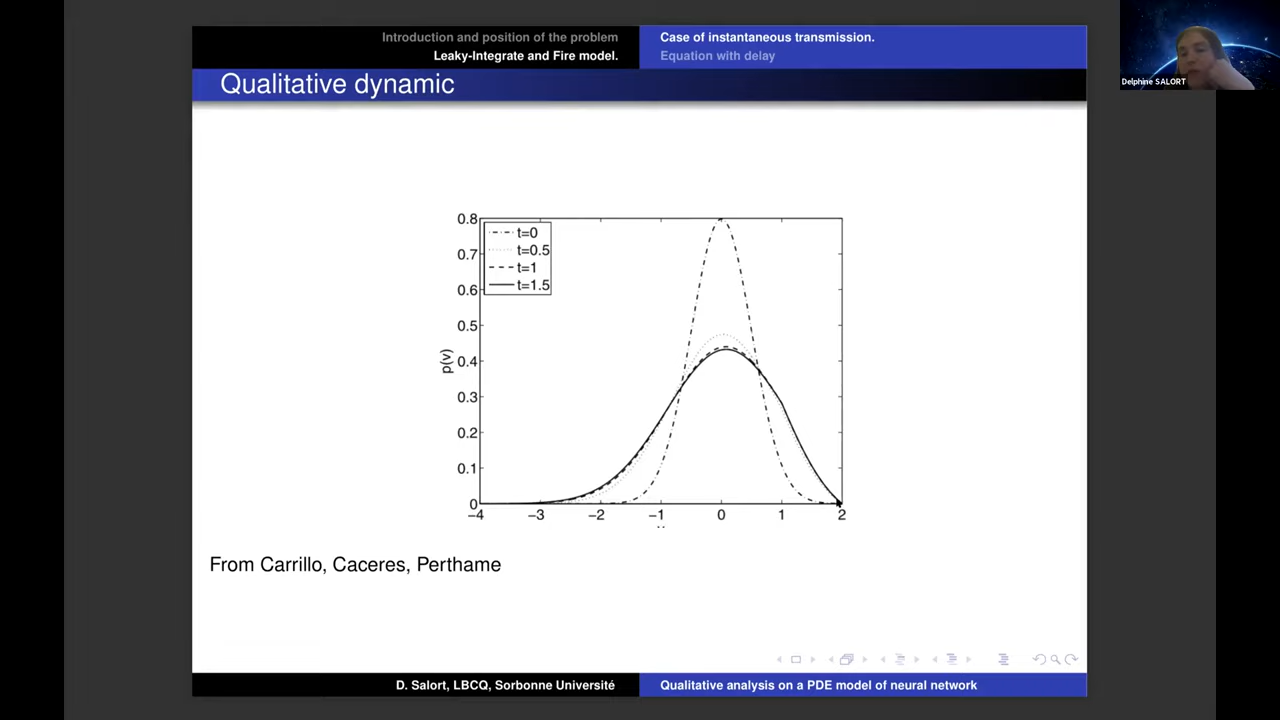 Introduction and position of the problem
Leaky-Integrate and Fire model.
Case of instantaneous transmission.
Equation with delay
Delphine SALORT
Qualitative dynamic
0.8
0.7
0.6
0.5
0.4
0.3
0.2
0.1
0
p(v)
t=0
t=0.5
t=1
t=1.5
−4
−3
−2
−1
0
1
2
From Carrillo, Caceres, Perthame
D. Salort, LBCQ, Sorbonne Université
Qualitative analysis on a PDE model of neural network